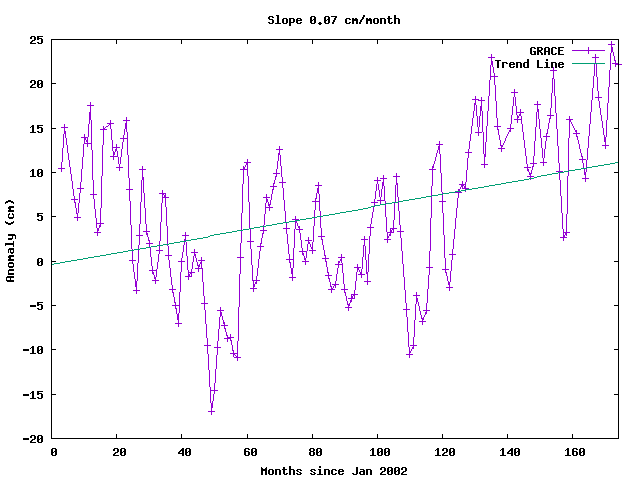 Slope 0.07 cm/month
25
GRACE
Trend Line
20
15
10
5
0
-5
-10
-15
-20
0 20 40 60 80 100 120 140 160
Anomaly (cm)
Months since Jan 2002